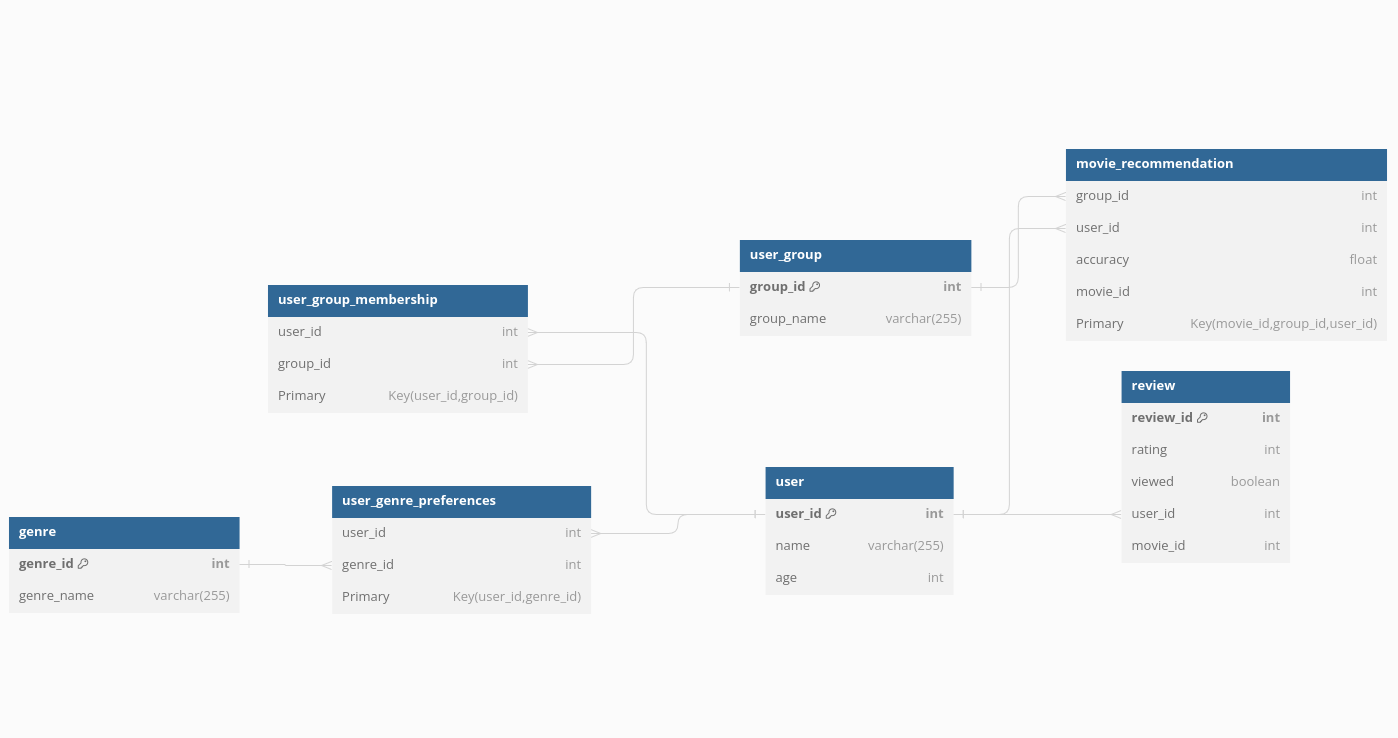 movie_recommendation
group_id int
user_id int
accuracy float
movie_id int
Primary Key(movie_id,group_id,user_id)
user_group
group_id int
group_name varchar(255)
user_group_membership
user_id int
group_id int
Primary Key(user_id,group_id)
review
review_id int
rating int
viewed boolean
user_id int
movie_id int
user
user_id int
name varchar(255)
age int
user_genre_preferences
user_id int
genre_id int
Primary Key(user_id,genre_id)
genre
genre_id int
genre_name varchar(255)